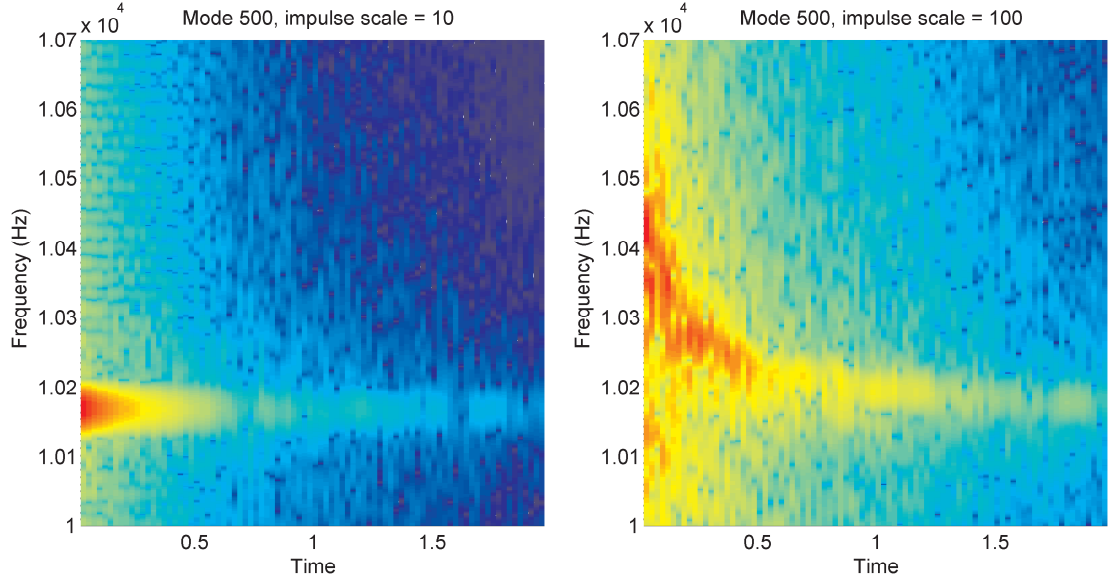 Mode 500, impulse scale = 10
x 10^4
1.07
1.06
1.05
1.04
1.03
1.02
1.01
1
Frequency (Hz)
0.5
1
1.5
Time
Mode 500, impulse scale = 100
x 10^4
1.07
1.06
1.05
1.04
1.03
1.02
1.01
1
Frequency (Hz)
0.5
1
1.5
Time